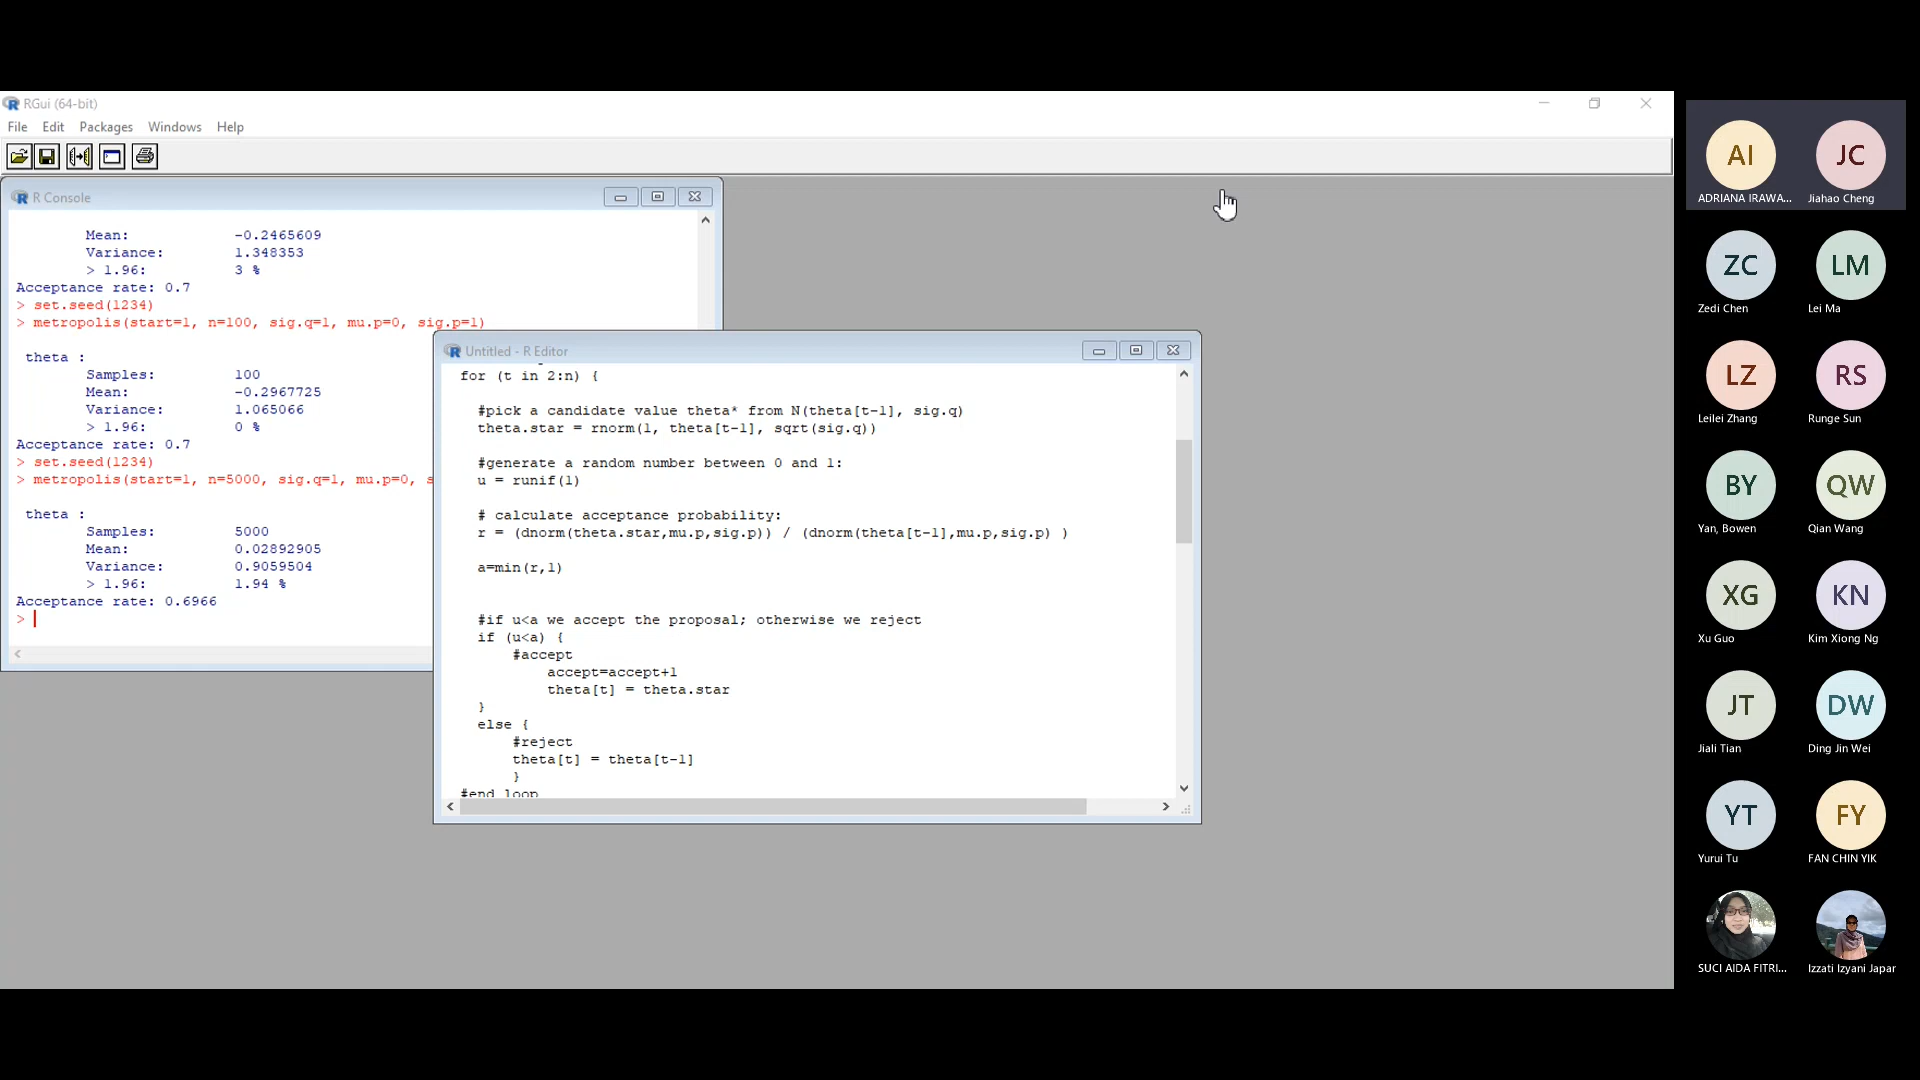 RGui (64-bit)
File Edit Packages Windows Help
R Console
Mean: -0.2465609
Variance: 1.348353
> 1.96: 3 %
Acceptance rate: 0.7
> set.seed(1234)
> metropolis(start=1, n=100, sig.q=1, mu.p=0, sig.p=1)
theta :
Samples: 100
Mean: -0.2967725
Variance: 1.065066
> 1.96: 0 %
Acceptance rate: 0.7
> set.seed(1234)
> metropolis(start=1, n=5000, sig.q=1, mu.p=0, s
theta :
Samples: 5000
Mean: 0.02892905
Variance: 0.9059504
> 1.96: 1.94 %
Acceptance rate: 0.6966
>
Untitled - R Editor
for (t in 2:n) {
#pick a candidate value theta* from N(theta[t-1], sig.q)
theta.star = rnorm(1, theta[t-1], sqrt(sig.q))
#generate a random number between 0 and 1:
u = runif(1)
# calculate acceptance probability:
r = (dnorm(theta.star,mu.p,sig.p)) / (dnorm(theta[t-1],mu.p,sig.p) )
a=min(r,1)
#if u<a we accept the proposal; otherwise we reject
if (u<a) {
#accept
accept=accept+1
theta[t] = theta.star
}
else {
#reject
theta[t] = theta[t-1]
}
#end loop
AI JC
ADRIANA IRAWA... Jiahao Cheng
ZC LM
Zedi Chen Lei Ma
LZ RS
Leilei Zhang Runge Sun
BY QW
Yan, Bowen Qian Wang
XG KN
Xu Guo Kim Xiong Ng
JT DW
Jiali Tian Ding Jin Wei
YT FY
Yurui Tu FAN CHIN YIK
SUCI AIDA FITRI... Izzati Izyani Japar